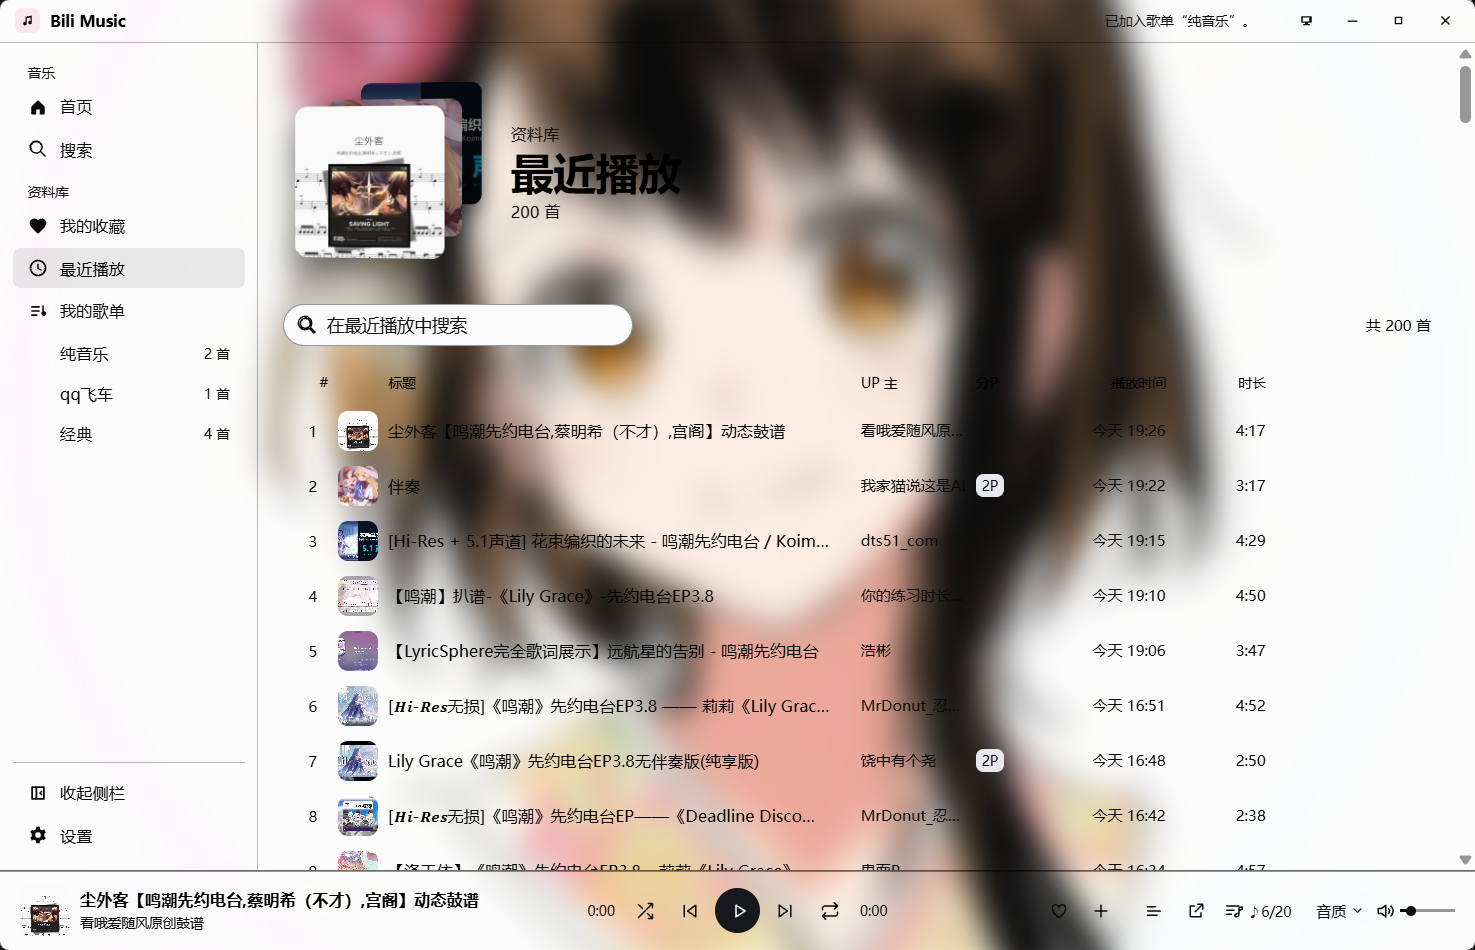 Bili Music
已加入歌单“纯音乐”。
音乐
首页
搜索
资料库
我的收藏
最近播放
我的歌单
纯音乐 2 首
qq飞车 1 首
经典 4 首
收起侧栏
设置
尘外客
SAVING LIGHT
资料库
最近播放
200 首
在最近播放中搜索
共 200 首
# 标题 UP 主 分P 播放时间 时长
1 尘外客【鸣潮先约电台,蔡明希（不才）,宫阁】动态鼓谱 看哦爱随风原... 今天 19:26 4:17
2 伴奏 我家猫说这是AI... 2P 今天 19:22 3:17
3 [Hi-Res + 5.1声道] 花束编织的未来 - 鸣潮先约电台 / Koim... dts51_com 今天 19:15 4:29
4 【鸣潮】扒谱-《Lily Grace》-先约电台EP3.8 你的练习时长... 今天 19:10 4:50
5 【LyricSphere完全歌词展示】远航星的告别 - 鸣潮先约电台 浩彬 今天 19:06 3:47
6 [𝑯𝒊-𝑹𝒆𝒔无损]《鸣潮》先约电台EP3.8 —— 莉莉《Lily Grac... MrDonut_忍... 今天 16:51 4:52
7 Lily Grace《鸣潮》先约电台EP3.8无伴奏版(纯享版) 饶中有个尧 2P 今天 16:48 2:50
8 [𝑯𝒊-𝑹𝒆𝒔无损]《鸣潮》先约电台EP——《Deadline Disco... MrDonut_忍... 今天 16:42 2:38
尘外客【鸣潮先约电台,蔡明希（不才）,宫阁】动态鼓谱
看哦爱随风原创鼓谱
0:00 0:00
♪ 6/20 音质